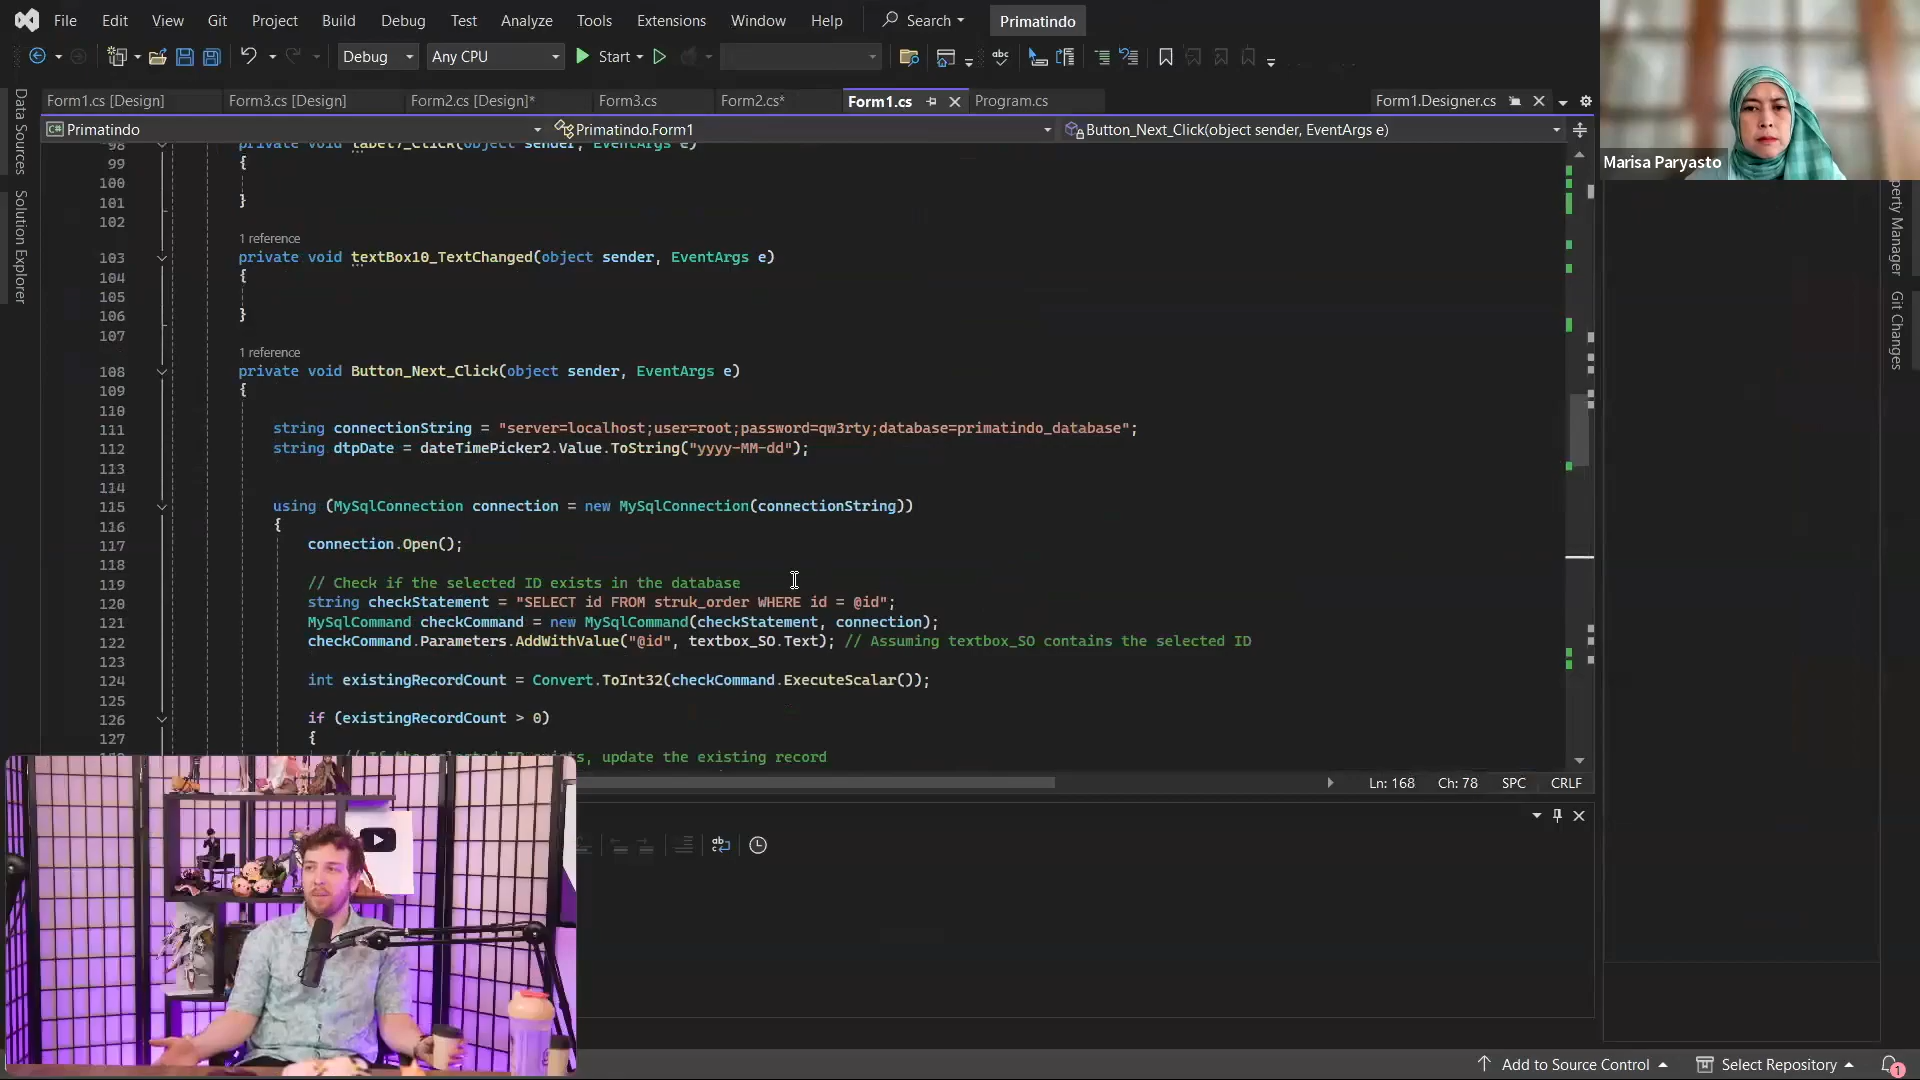 File Edit View Git Project Build Debug Test Analyze Tools Extensions Window Help Search Primatindo
Debug Any CPU Start
Form1.cs [Design] Form3.cs [Design] Form2.cs [Design]* Form3.cs Form2.cs* Form1.cs Program.cs Form1.Designer.cs
Primatindo Primatindo.Form1 Button_Next_Click(object sender, EventArgs e)
Data Sources
Solution Explorer
Git Changes
Marisa Paryasto
98 private void label7_Click(object sender, EventArgs e)
99 {
100
101 }
102
1 reference
103 private void textBox10_TextChanged(object sender, EventArgs e)
104 {
105
106 }
107
1 reference
108 private void Button_Next_Click(object sender, EventArgs e)
109 {
110
111 string connectionString = "server=localhost;user=root;password=qw3rty;database=primatindo_database";
112 string dtpDate = dateTimePicker2.Value.ToString("yyyy-MM-dd");
113
114
115 using (MySqlConnection connection = new MySqlConnection(connectionString))
116 {
117 connection.Open();
118
119 // Check if the selected ID exists in the database
120 string checkStatement = "SELECT id FROM struk_order WHERE id = @id";
121 MySqlCommand checkCommand = new MySqlCommand(checkStatement, connection);
122 checkCommand.Parameters.AddWithValue("@id", textbox_SO.Text); // Assuming textbox_SO contains the selected ID
123
124 int existingRecordCount = Convert.ToInt32(checkCommand.ExecuteScalar());
125
126 if (existingRecordCount > 0)
127 {
update the existing record
Ln: 168 Ch: 78 SPC CRLF
Add to Source Control Select Repository 1